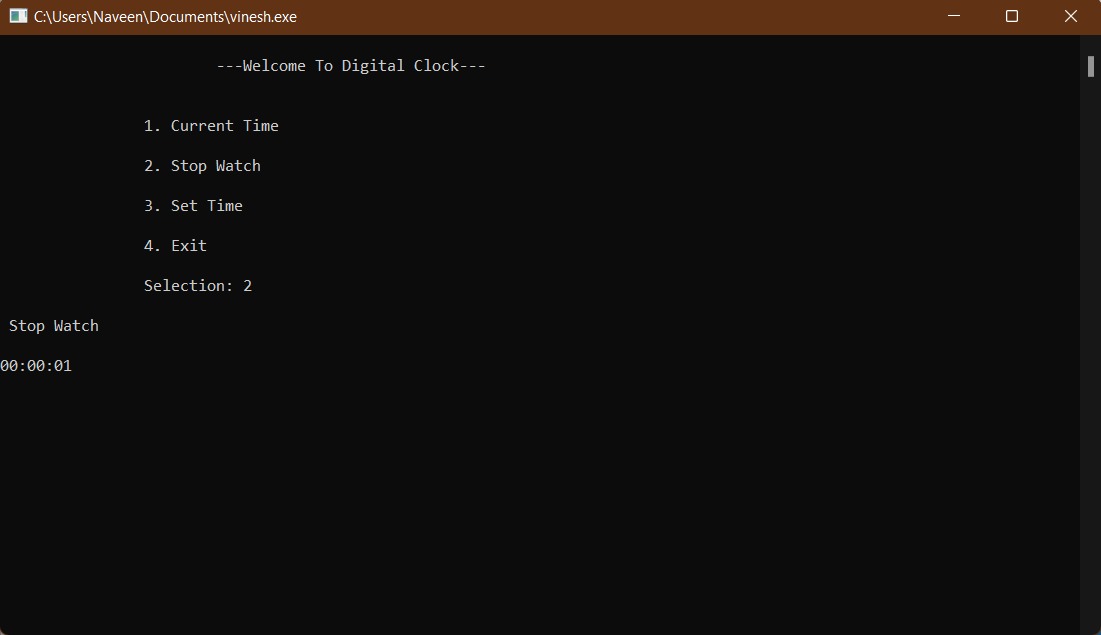 C:\Users\Naveen\Documents\vinesh.exe
---Welcome To Digital Clock---
1. Current Time
2. Stop Watch
3. Set Time
4. Exit
Selection: 2
Stop Watch
00:00:01